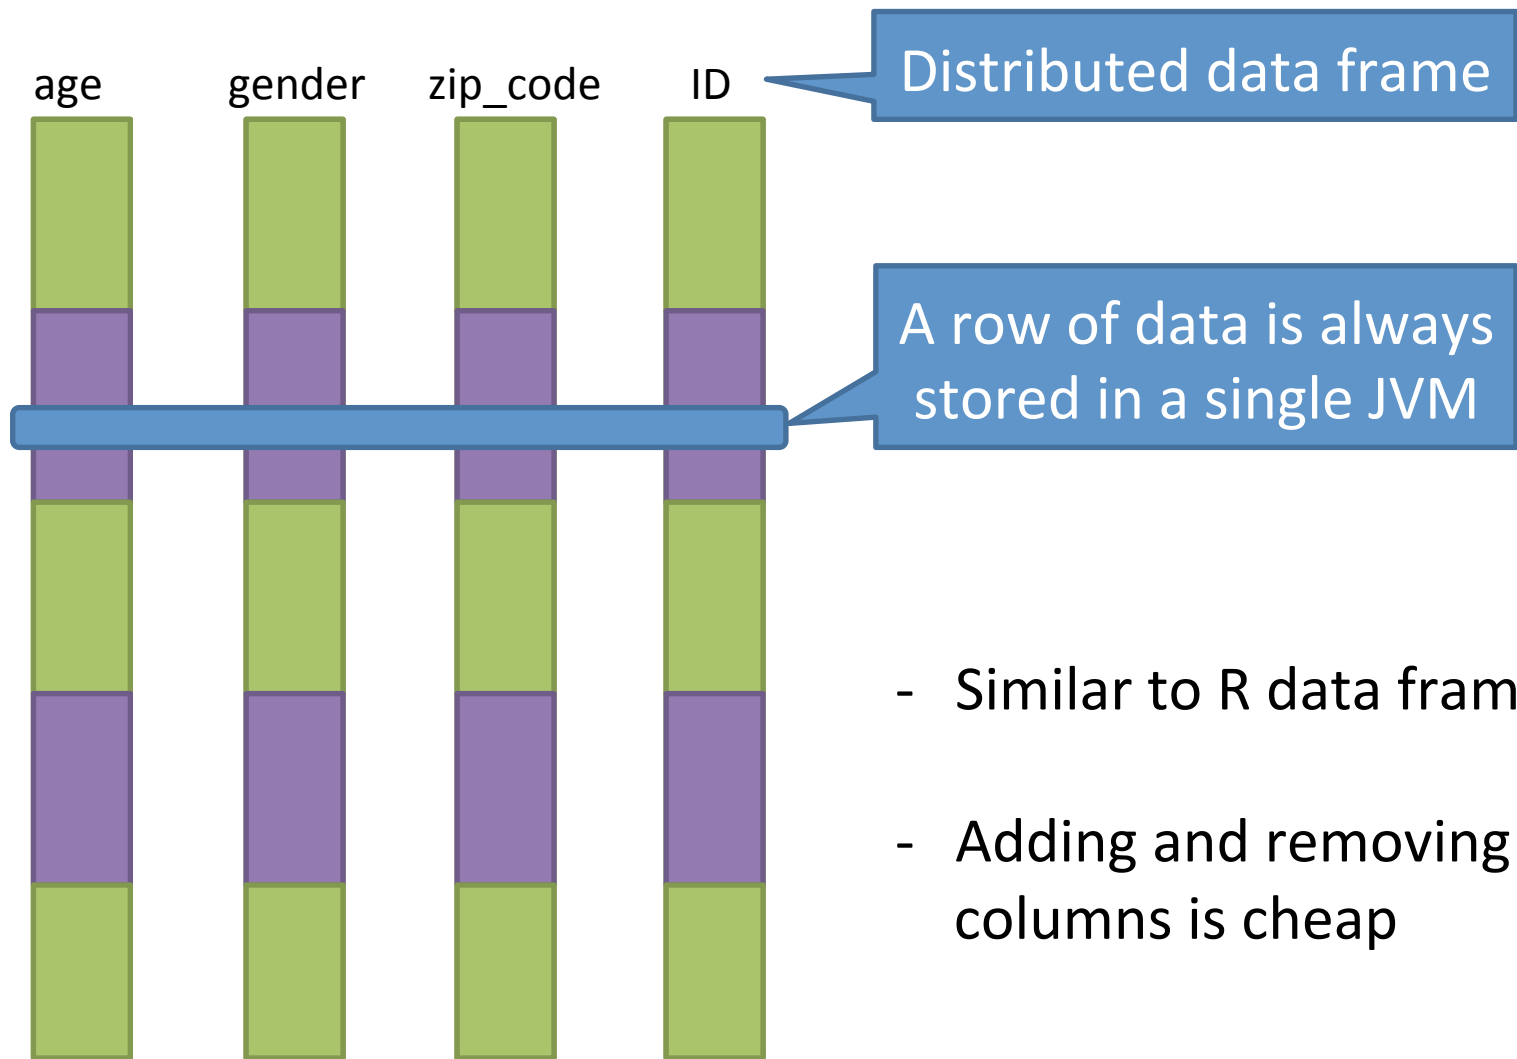 age gender zip_code ID
Distributed data frame
A row of data is always
stored in a single JVM
- Similar to R data fram
- Adding and removing
columns is cheap